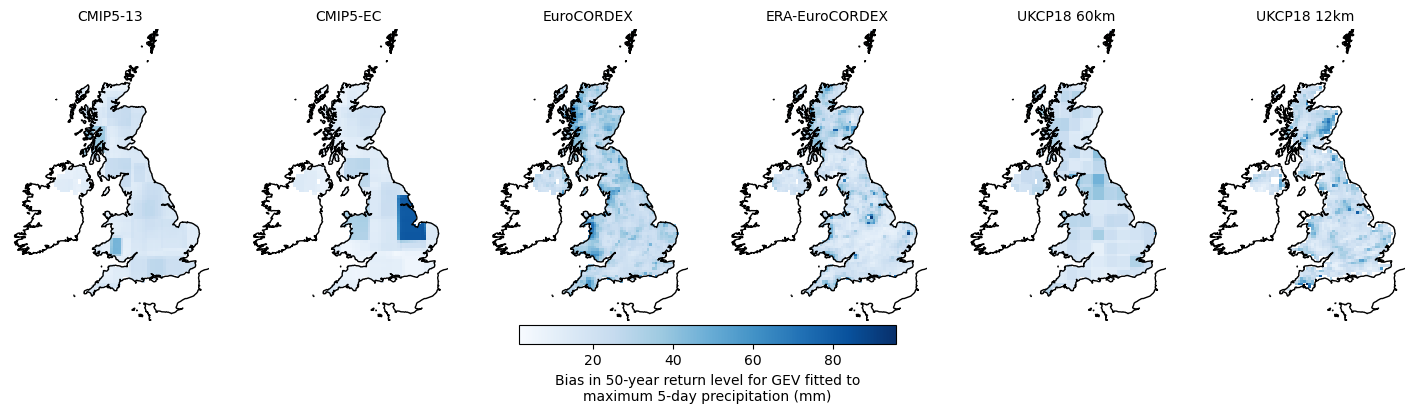 CMIP5-13
CMIP5-EC
EuroCORDEX
ERA-EuroCORDEX
UKCP18 60km
UKCP18 12km
20
40
60
80
Bias in 50-year return level for GEV fitted to
maximum 5-day precipitation (mm)